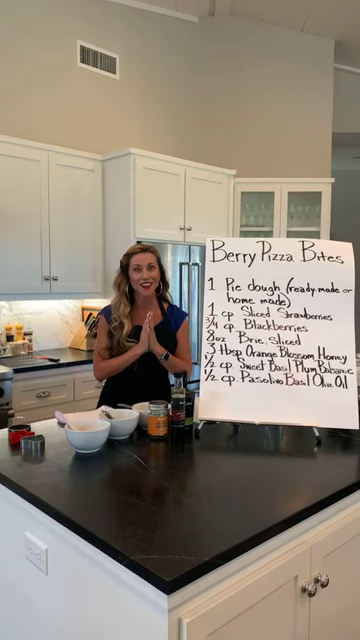 Berry Pizza Bites
1 Pie dough (ready-made or
home made)
1 cp Sliced Strawberries
3/4 cp Blackberries
8oz Brie, sliced
3 tbsp Orange Blossom Honey
1/2 cp Sweet Basil Plum Balsamic
1/2 cp Pasolivo Basil Olive Oil